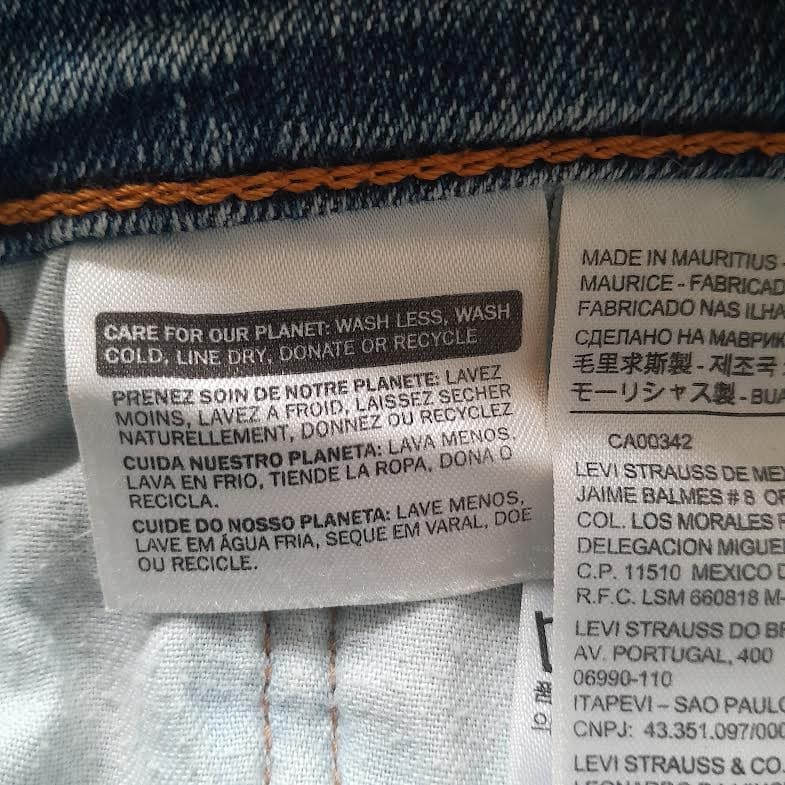 CARE FOR OUR PLANET: WASH LESS, WASH
COLD, LINE DRY, DONATE OR RECYCLE
PRENEZ SOIN DE NOTRE PLANETE: LAVEZ
MOINS, LAVEZ A FROID, LAISSEZ SECHER
NATURELLEMENT, DONNEZ OU RECYCLEZ
CUIDA NUESTRO PLANETA: LAVA MENOS,
LAVA EN FRIO, TIENDE LA ROPA, DONA O
RECICLA.
CUIDE DO NOSSO PLANETA: LAVE MENOS,
LAVE EM ÁGUA FRIA, SEQUE EM VARAL, DOE
OU RECICLE.
MADE IN MAURITIUS -
MAURICE - FABRICAD
FABRICADO NAS ILHA
СДЕЛАНО НА МАВРИК
毛里求斯製 - 제조국
モーリシャス製 - BUA
CA00342
LEVI STRAUSS DE MEX
JAIME BALMES # 8 OF
COL. LOS MORALES P
DELEGACION MIGUEL
C.P. 11510 MEXICO D
R.F.C. LSM 660818 M-
LEVI STRAUSS DO BR
AV. PORTUGAL, 400
06990-110
ITAPEVI – SAO PAULO
CNPJ: 43.351.097/000
LEVI STRAUSS & CO.